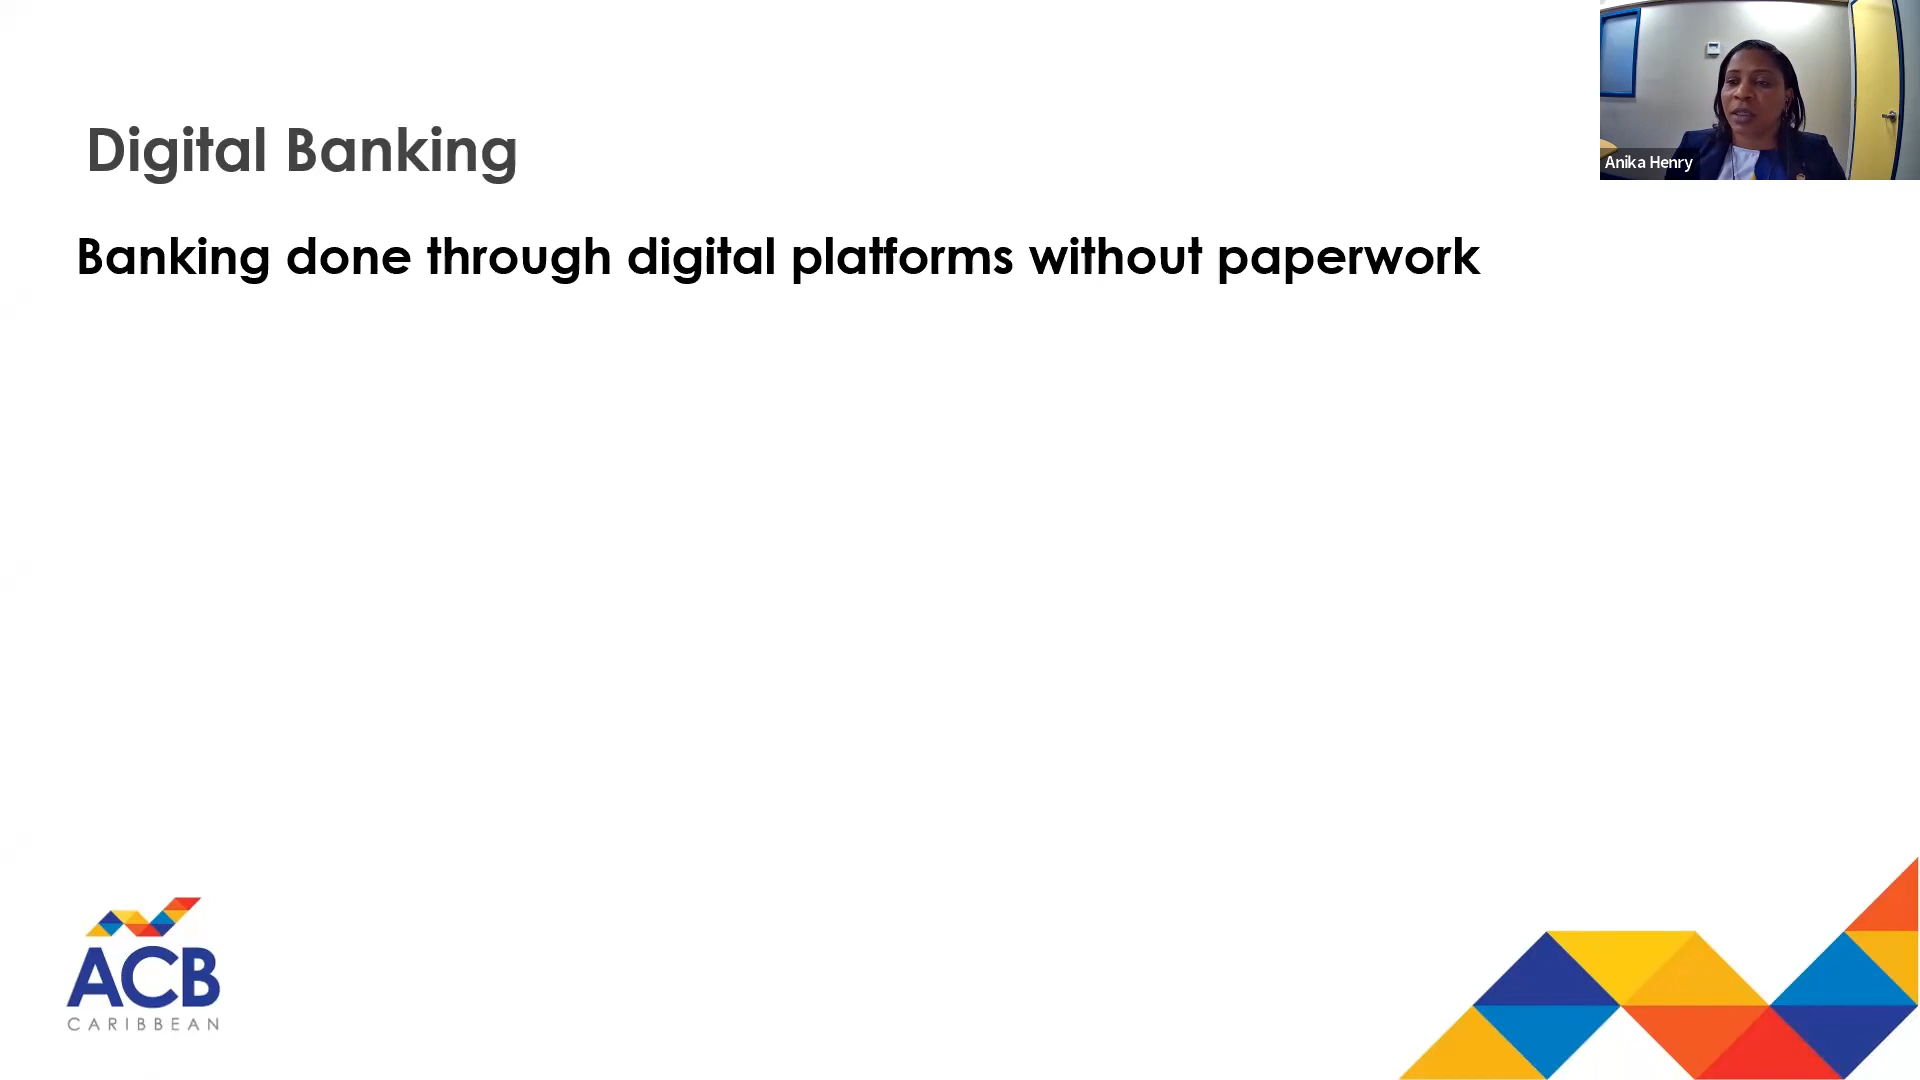 Digital Banking
Anika Henry
Banking done through digital platforms without paperwork
ACB
CARIBBEAN